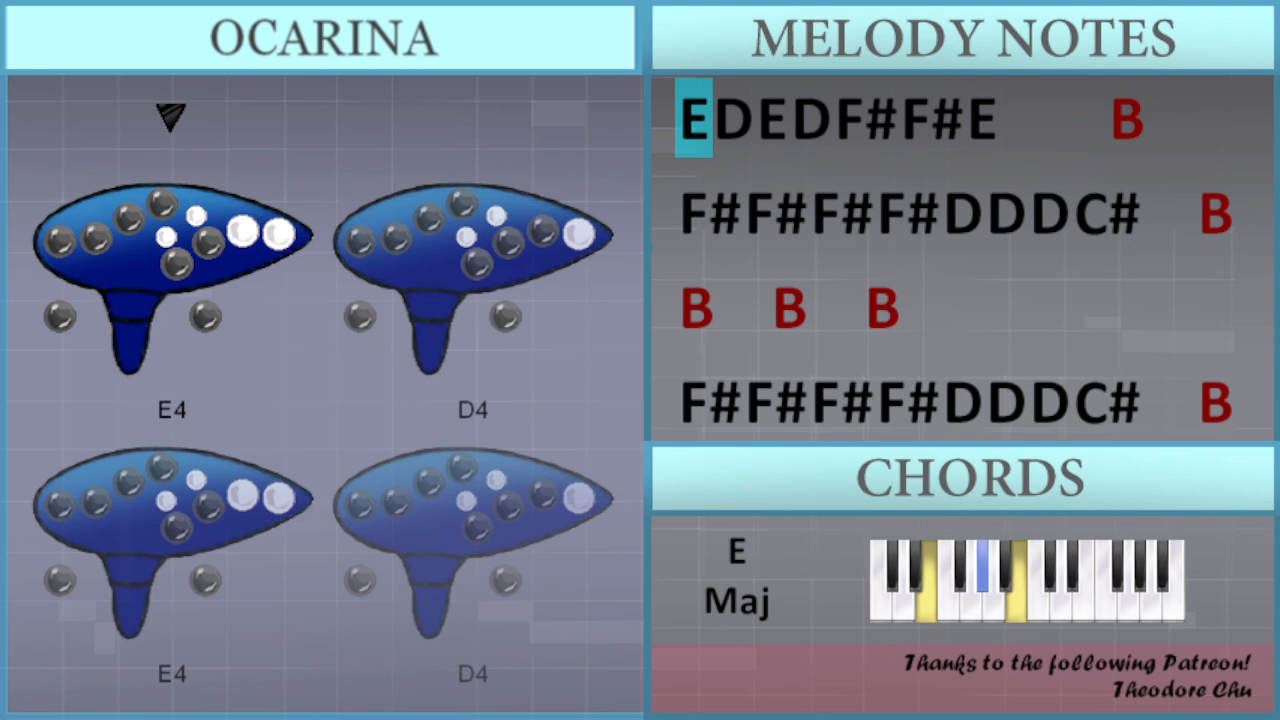 OCARINA
E4 D4
E4 D4
MELODY NOTES
EDEDF#F#E B
F#F#F#F#DDDC# B
B B B
F#F#F#F#DDDC# B
CHORDS
E
Maj
Thanks to the following Patreon!
Theodore Chu